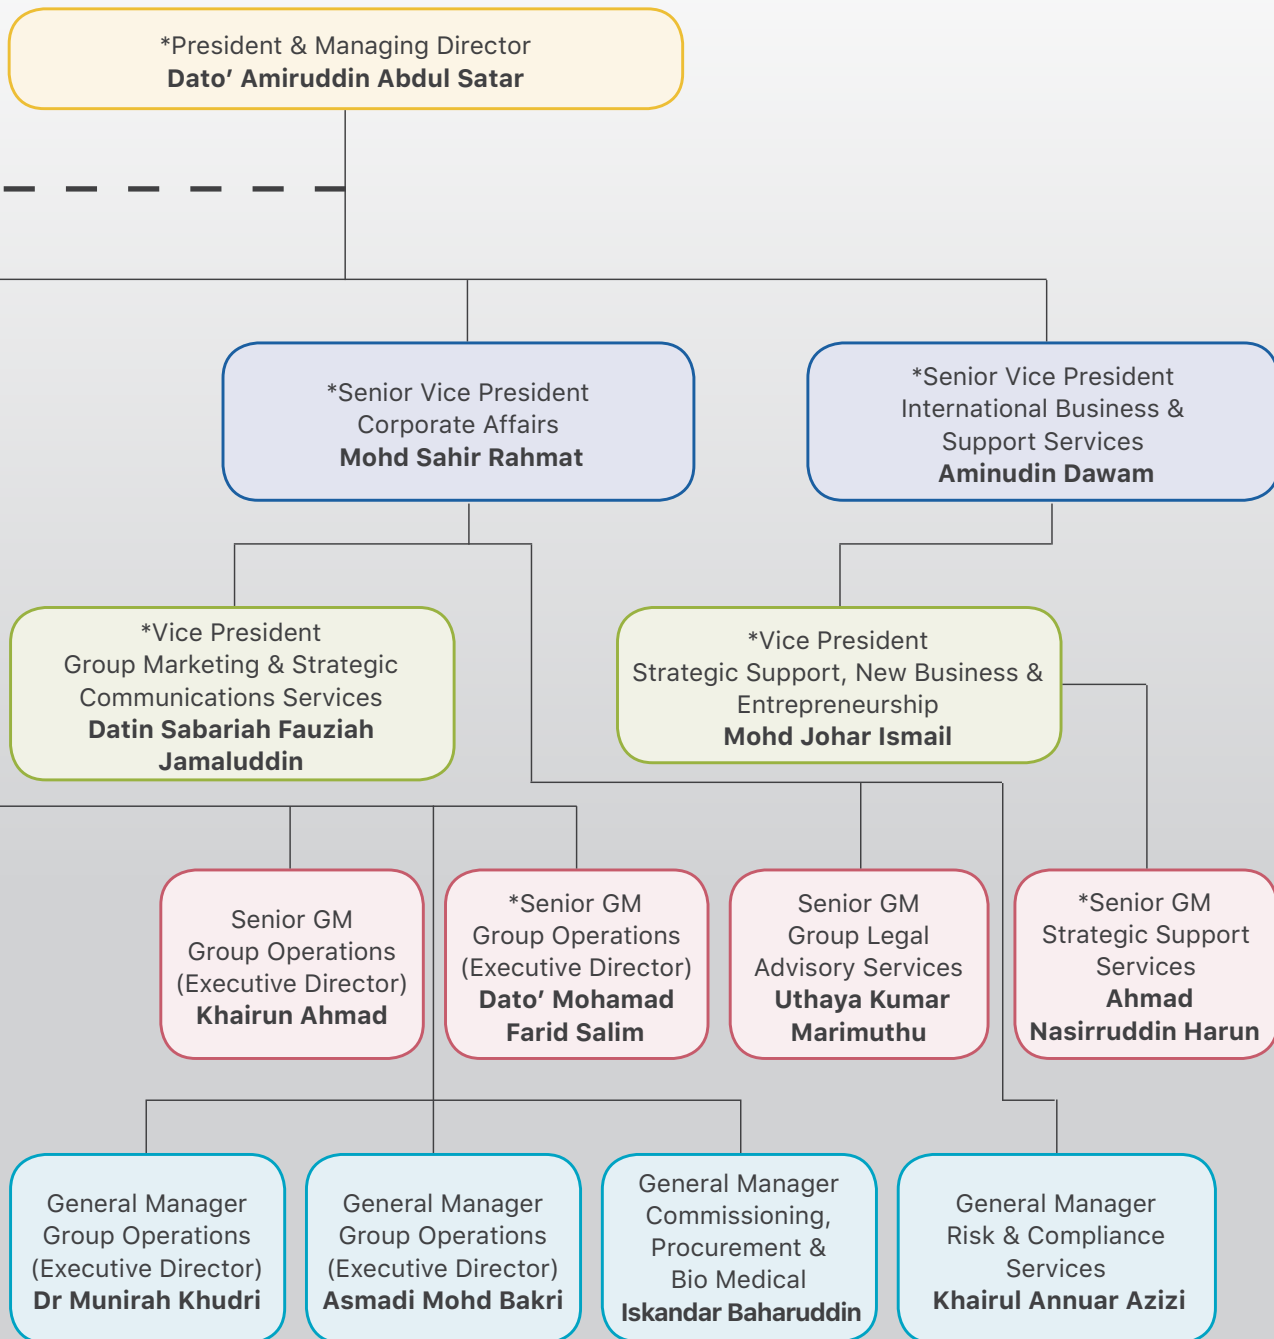 *President & Managing Director
Dato’ Amiruddin Abdul Satar
*Senior Vice President
Corporate Affairs
Mohd Sahir Rahmat
*Senior Vice President
International Business &
Support Services
Aminudin Dawam
*Vice President
Group Marketing & Strategic
Communications Services
Datin Sabariah Fauziah
Jamaluddin
*Vice President
Strategic Support, New Business &
Entrepreneurship
Mohd Johar Ismail
Senior GM
Group Operations
(Executive Director)
Khairun Ahmad
*Senior GM
Group Operations
(Executive Director)
Dato’ Mohamad
Farid Salim
Senior GM
Group Legal
Advisory Services
Uthaya Kumar
Marimuthu
*Senior GM
Strategic Support
Services
Ahmad
Nasirruddin Harun
General Manager
Group Operations
(Executive Director)
Dr Munirah Khudri
General Manager
Group Operations
(Executive Director)
Asmadi Mohd Bakri
General Manager
Commissioning,
Procurement &
Bio Medical
Iskandar Baharuddin
General Manager
Risk & Compliance
Services
Khairul Annuar Azizi